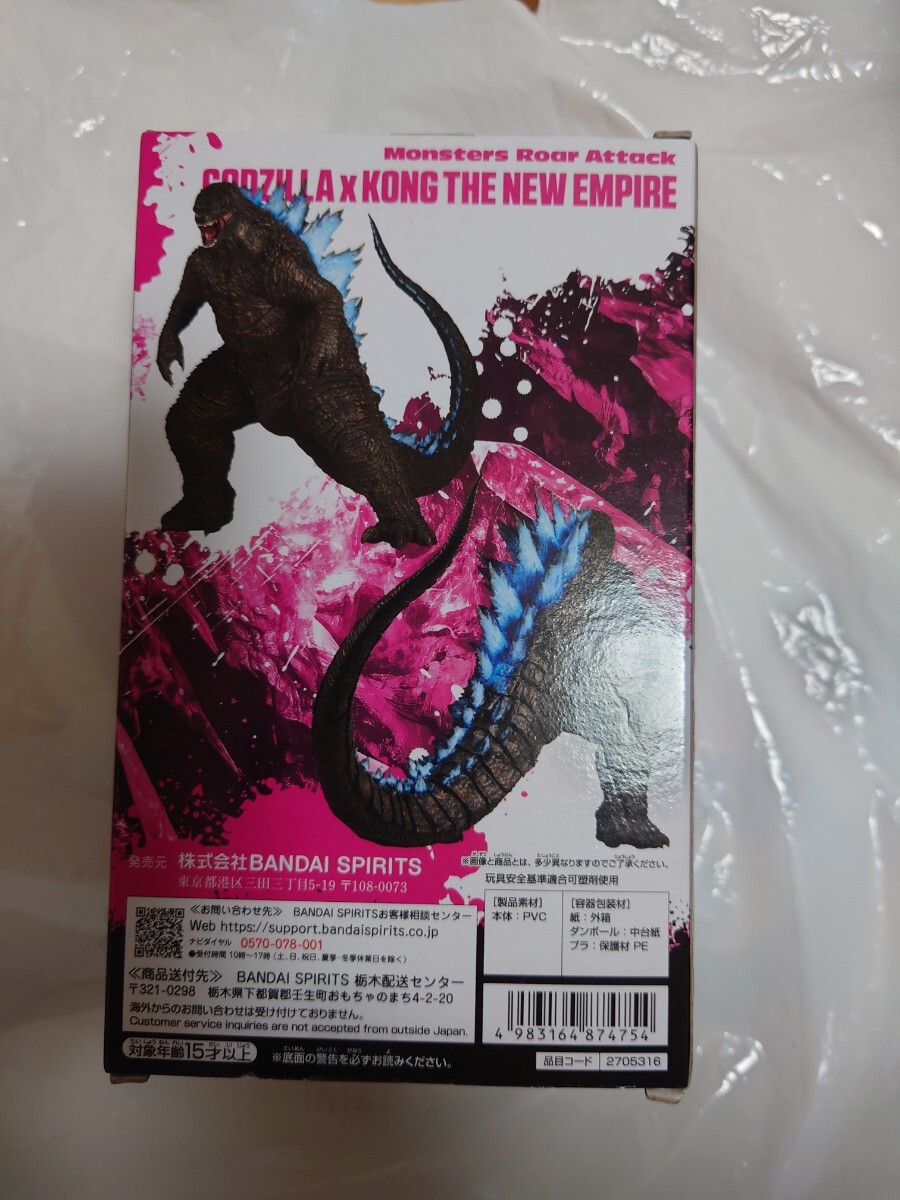 Monsters Roar Attack
GODZILLA x KONG THE NEW EMPIRE
発売元 株式会社BANDAI SPIRITS
東京都港区三田三丁目5-19 〒108-0073
※画像と商品とは、多少異なりますのでご了承ください。
玩具安全基準適合可塑剤使用
≪お問い合わせ先≫ BANDAI SPIRITSお客様相談センター
Web https://support.bandaispirits.co.jp
ナビダイヤル 0570-078-001
●受付時間 10時〜17時(土、日、祝日、夏季・冬季休業日を除く)
≪商品送付先≫ BANDAI SPIRITS 栃木配送センター
〒321-0298 栃木県下都賀郡壬生町おもちゃのまち4-2-20
海外からのお問い合わせは受け付けておりません。
Customer service inquiries are not accepted from outside Japan.
[製品素材]
本体:PVC
[容器包装材]
紙:外箱
ダンボール:中台紙
プラ:保護材 PE
4 983164 874754
品目コード 2705316
対象年齢15才以上
※底面の警告を必ずお読みください。